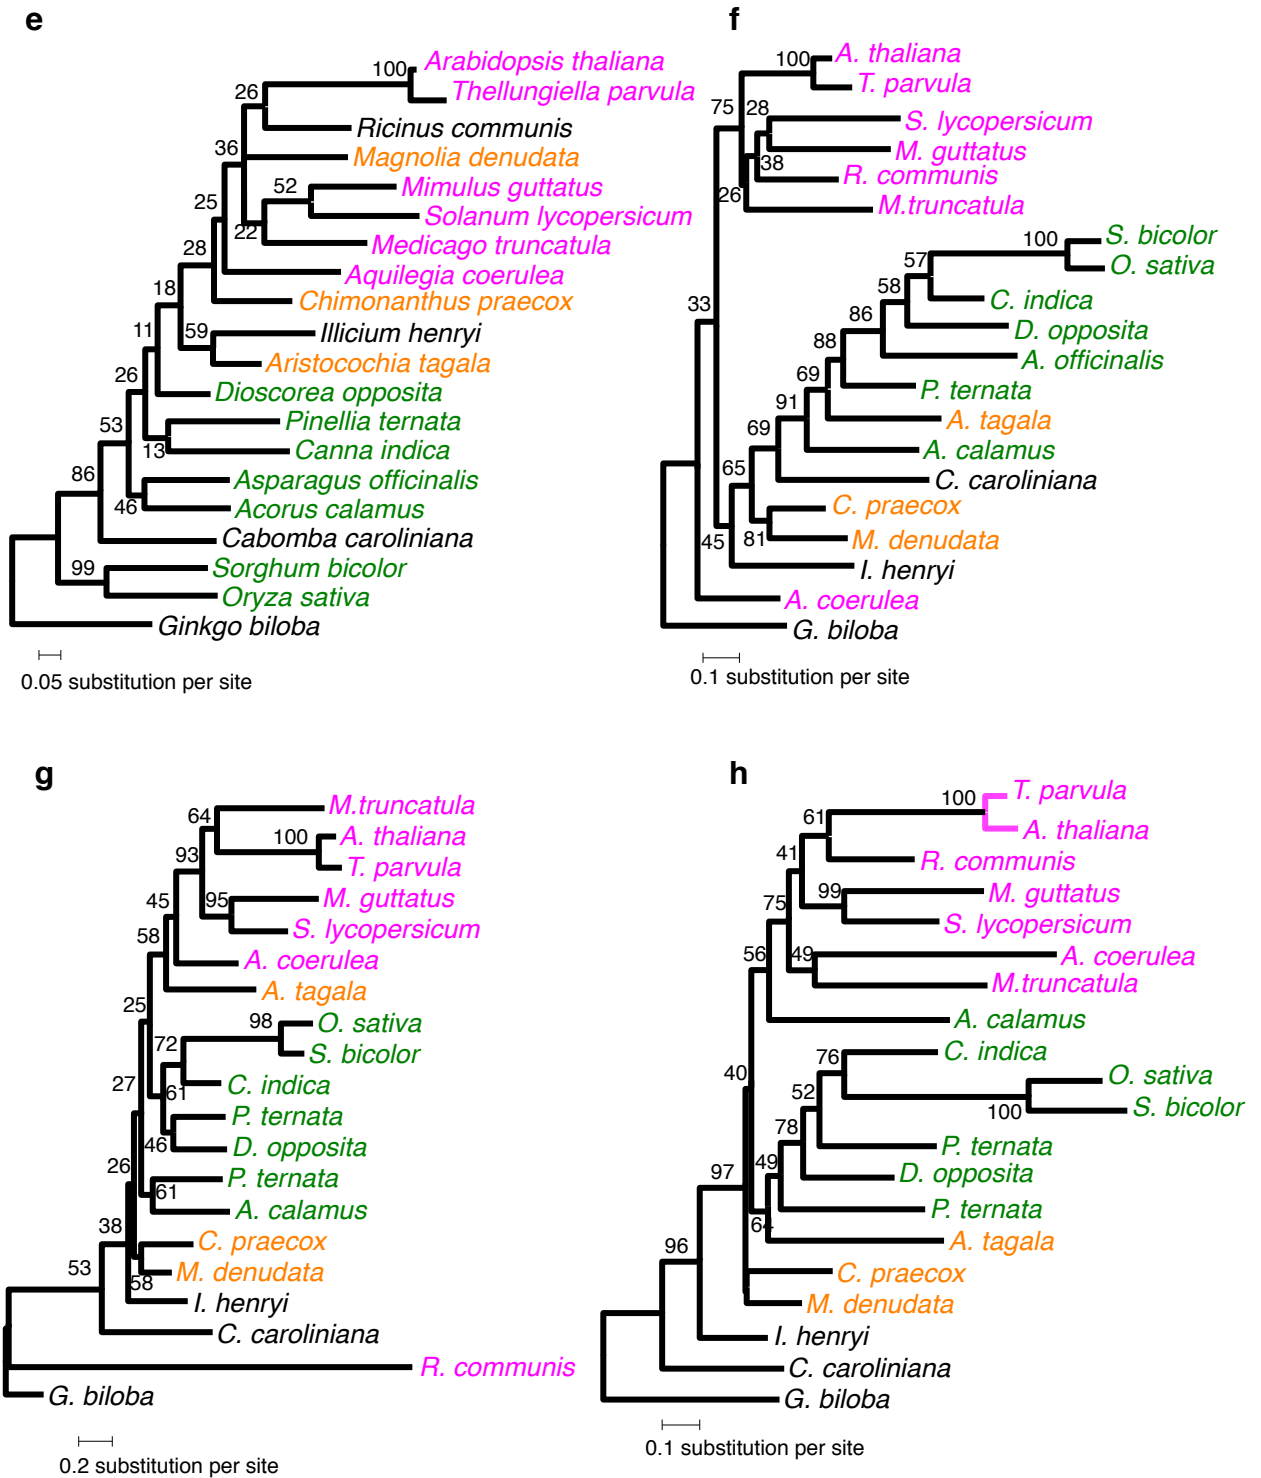 e
100
Arabidopsis thaliana
Thellungiella parvula
26
Ricinus communis
36
Magnolia denudata
52
Mimulus guttatus
25
Solanum lycopersicum
22
Medicago truncatula
28
Aquilegia coerulea
18
Chimonanthus praecox
11
59
Illicium henryi
Aristocochia tagala
26
Dioscorea opposita
53
Pinellia ternata
13
Canna indica
86
Asparagus officinalis
46
Acorus calamus
Cabomba caroliniana
99
Sorghum bicolor
Oryza sativa
Ginkgo biloba
0.05 substitution per site
f
100
A. thaliana
T. parvula
75
28
S. lycopersicum
M. guttatus
38
R. communis
26
M.truncatula
100
S. bicolor
O. sativa
57
58
C. indica
86
D. opposita
88
A. officinalis
69
P. ternata
91
A. tagala
69
A. calamus
65
C. caroliniana
C. praecox
81
M. denudata
45
I. henryi
33
A. coerulea
G. biloba
0.1 substitution per site
g
64
M.truncatula
100
A. thaliana
T. parvula
93
95
M. guttatus
S. lycopersicum
45
A. coerulea
58
A. tagala
25
98
O. sativa
S. bicolor
72
C. indica
61
27
P. ternata
46
D. opposita
26
P. ternata
61
A. calamus
38
C. praecox
58
M. denudata
I. henryi
53
C. caroliniana
R. communis
G. biloba
0.2 substitution per site
h
100
T. parvula
A. thaliana
61
R. communis
41
99
M. guttatus
S. lycopersicum
75
49
A. coerulea
M.truncatula
56
A. calamus
40
76
C. indica
O. sativa
100
S. bicolor
52
P. ternata
78
D. opposita
49
P. ternata
64
A. tagala
97
C. praecox
M. denudata
96
I. henryi
C. caroliniana
G. biloba
0.1 substitution per site